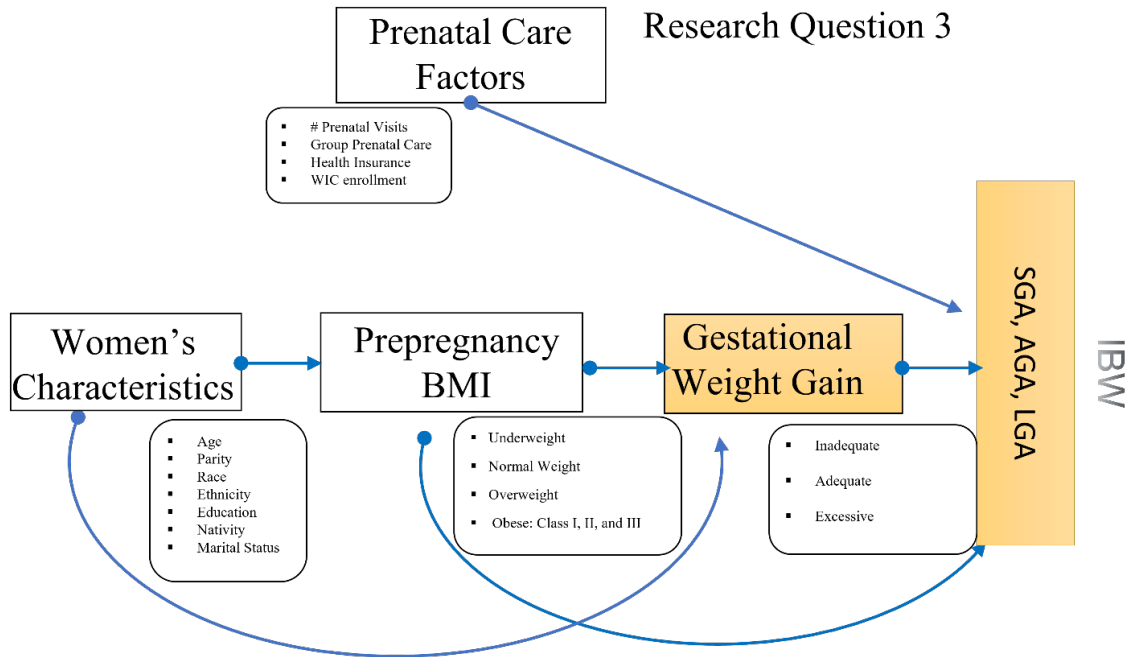 Prenatal Care
Factors
Research Question 3
▪ # Prenatal Visits
▪ Group Prenatal Care
▪ Health Insurance
▪ WIC enrollment
Women’s
Characteristics
▪ Age
▪ Parity
▪ Race
▪ Ethnicity
▪ Education
▪ Nativity
▪ Marital Status
Prepregnancy
BMI
▪ Underweight
▪ Normal Weight
▪ Overweight
▪ Obese: Class I, II, and III
Gestational
Weight Gain
▪ Inadequate
▪ Adequate
▪ Excessive
SGA, AGA, LGA
IBW